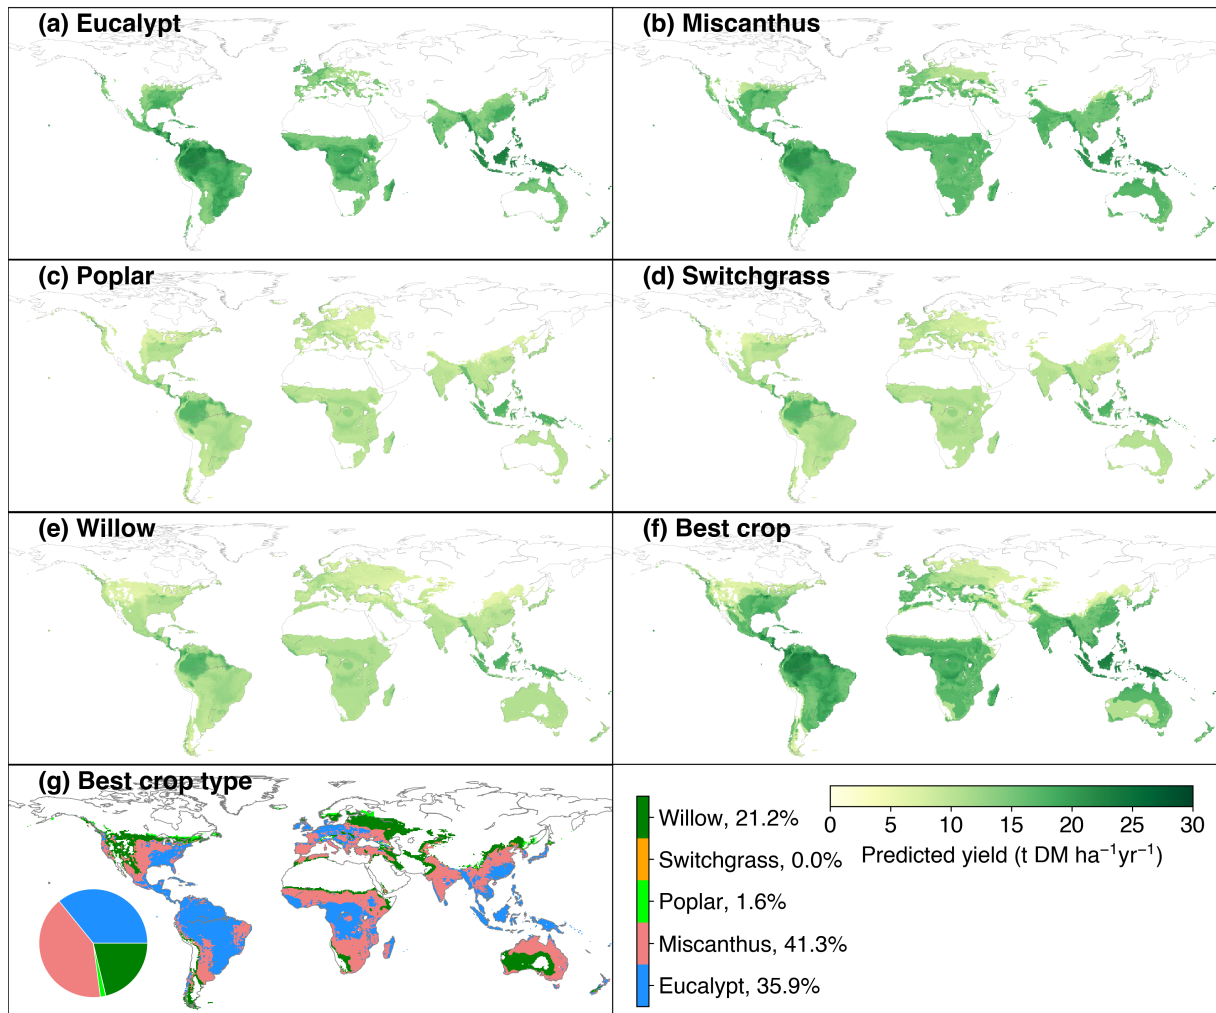 (a) Eucalypt
(b) Miscanthus
(c) Poplar
(d) Switchgrass
(e) Willow
(f) Best crop
(g) Best crop type
Willow, 21.2%
Switchgrass, 0.0%
Poplar, 1.6%
Miscanthus, 41.3%
Eucalypt, 35.9%
0 5 10 15 20 25 30
Predicted yield (t DM ha⁻¹yr⁻¹)